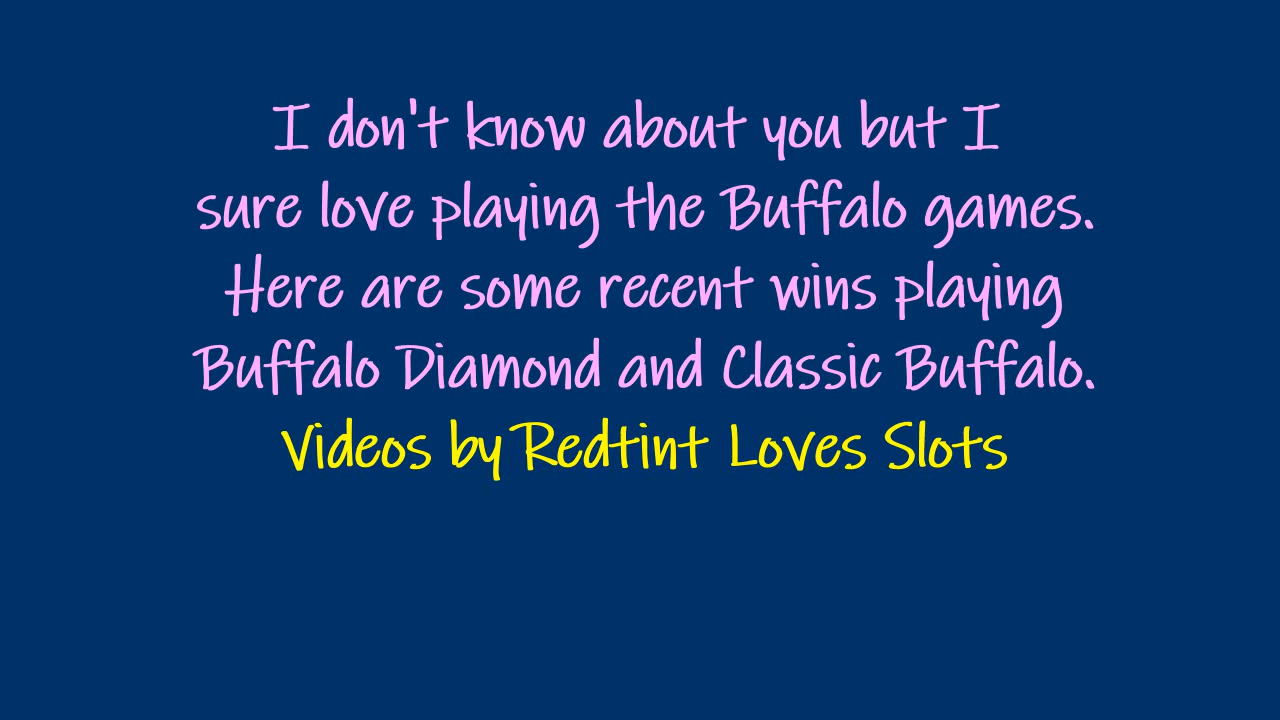 I don't know about you but I
sure love playing the Buffalo games.
Here are some recent wins playing
Buffalo Diamond and Classic Buffalo.
Videos by Redtint Loves Slots